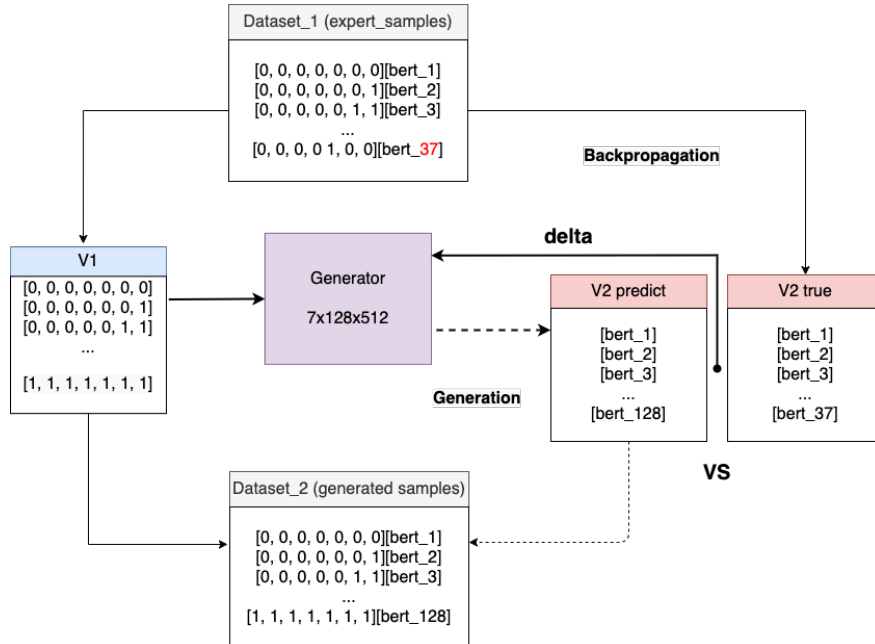 Dataset_1 (expert_samples)
[0, 0, 0, 0, 0, 0, 0][bert_1]
[0, 0, 0, 0, 0, 0, 1][bert_2]
[0, 0, 0, 0, 0, 1, 1][bert_3]
...
[0, 0, 0, 0 1, 0, 0][bert_37]
Backpropagation
V1
[0, 0, 0, 0, 0, 0, 0]
[0, 0, 0, 0, 0, 0, 1]
[0, 0, 0, 0, 0, 1, 1]
...
[1, 1, 1, 1, 1, 1, 1]
Generator
7x128x512
delta
Generation
V2 predict
[bert_1]
[bert_2]
[bert_3]
...
[bert_128]
V2 true
[bert_1]
[bert_2]
[bert_3]
...
[bert_37]
VS
Dataset_2 (generated samples)
[0, 0, 0, 0, 0, 0, 0][bert_1]
[0, 0, 0, 0, 0, 0, 1][bert_2]
[0, 0, 0, 0, 0, 1, 1][bert_3]
...
[1, 1, 1, 1, 1, 1, 1][bert_128]